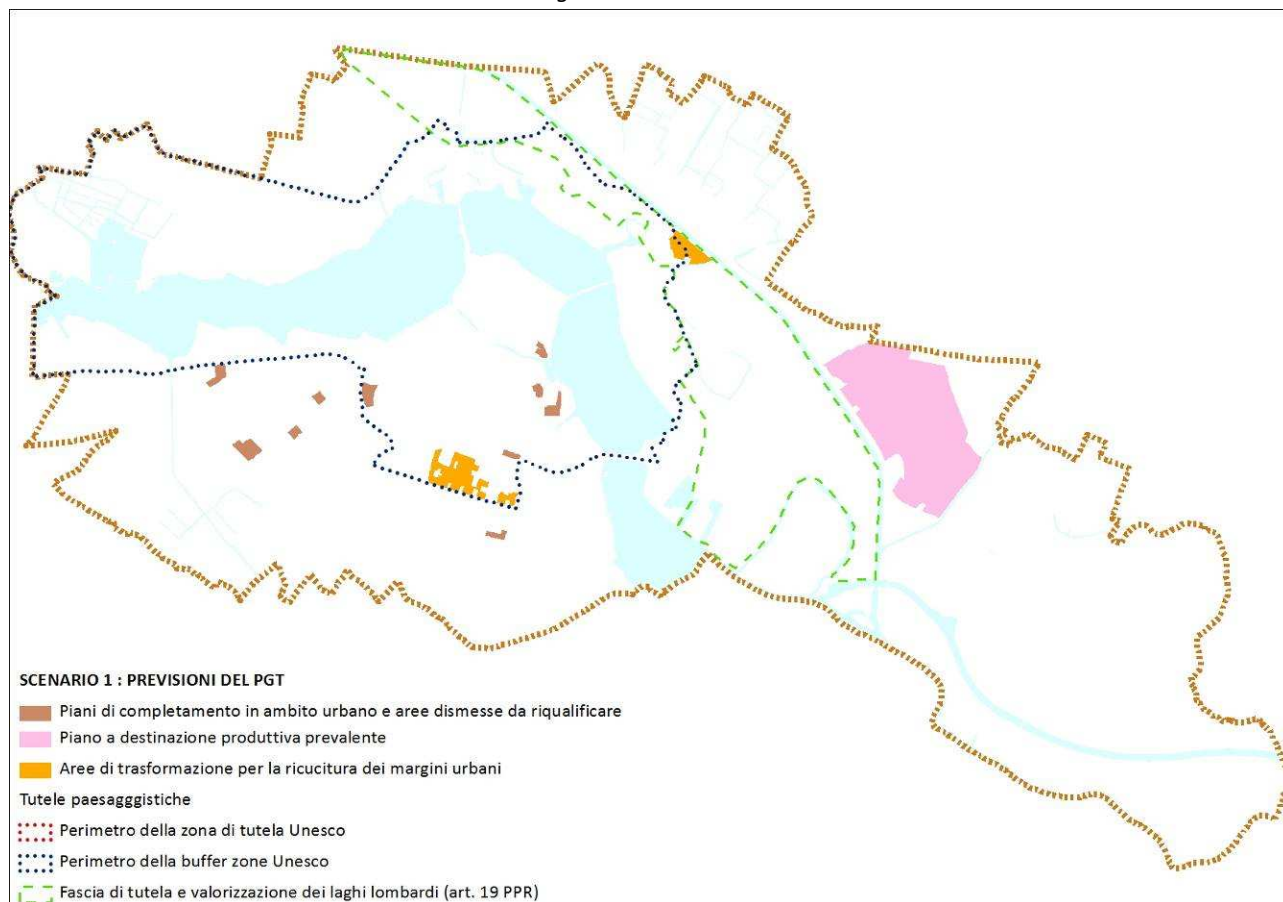 SCENARIO 1 : PREVISIONI DEL PGT
Piani di completamento in ambito urbano e aree dismesse da riqualificare
Piano a destinazione produttiva prevalente
Aree di trasformazione per la ricucitura dei margini urbani
Tutele paesagggistiche
Perimetro della zona di tutela Unesco
Perimetro della buffer zone Unesco
Fascia di tutela e valorizzazione dei laghi lombardi (art. 19 PPR)